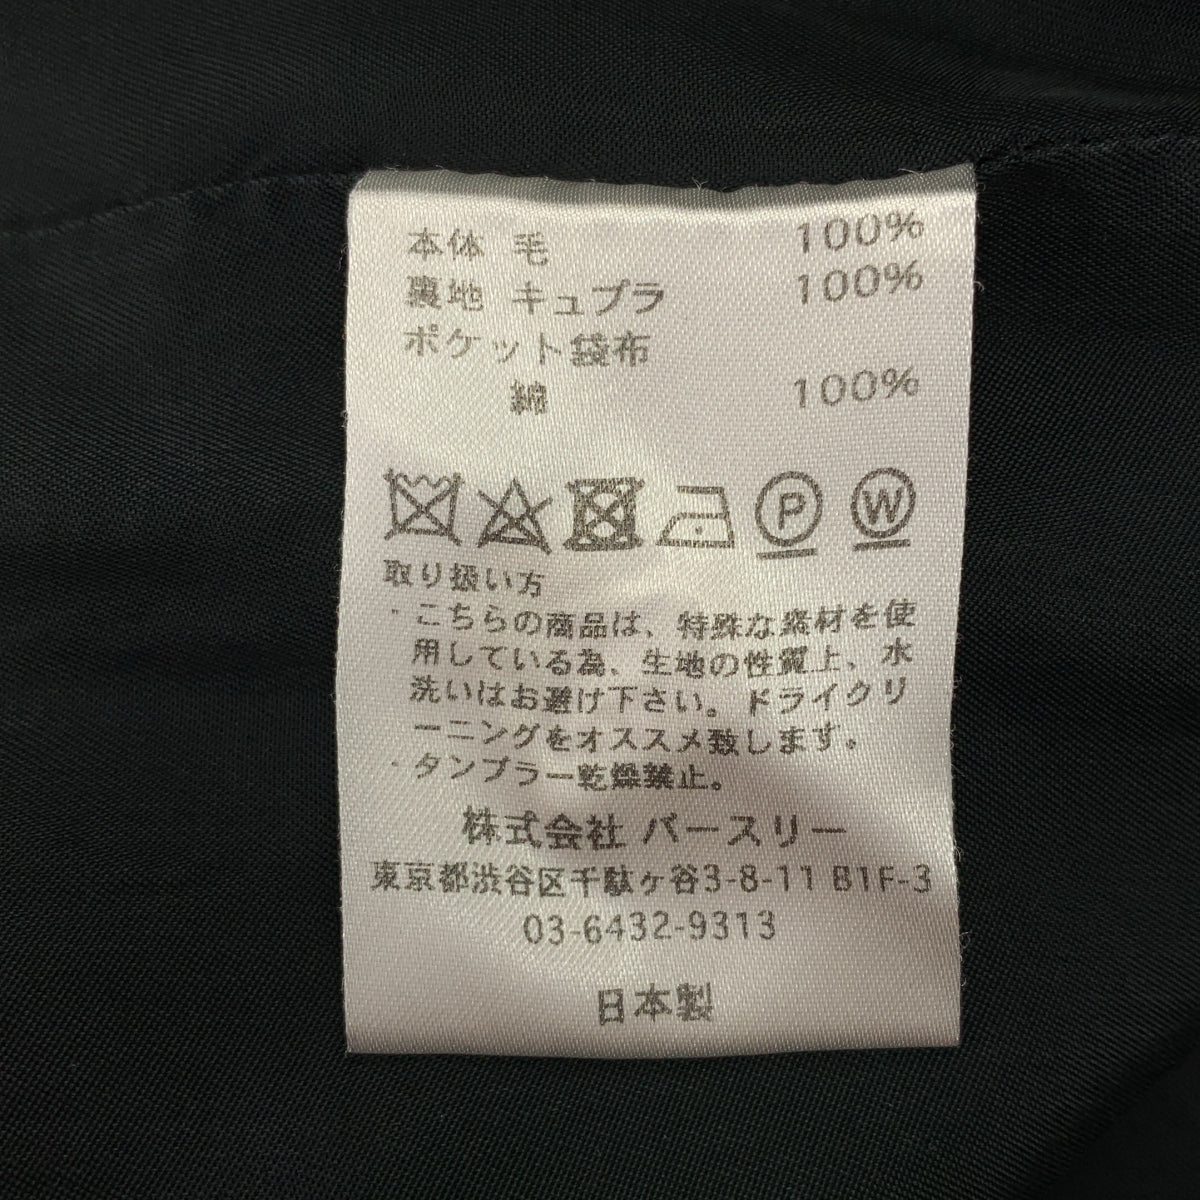 本体 毛 100%
裏地 キュプラ 100%
ポケット袋布
綿 100%
P W
取り扱い方
・こちらの商品は、特殊な素材を使
用している為、生地の性質上、水
洗いはお避け下さい。ドライクリ
ーニングをオススメ致します。
・タンブラー乾燥禁止。
株式会社 バースリー
東京都渋谷区千駄ヶ谷3-8-11 B1F-3
03-6432-9313
日本製